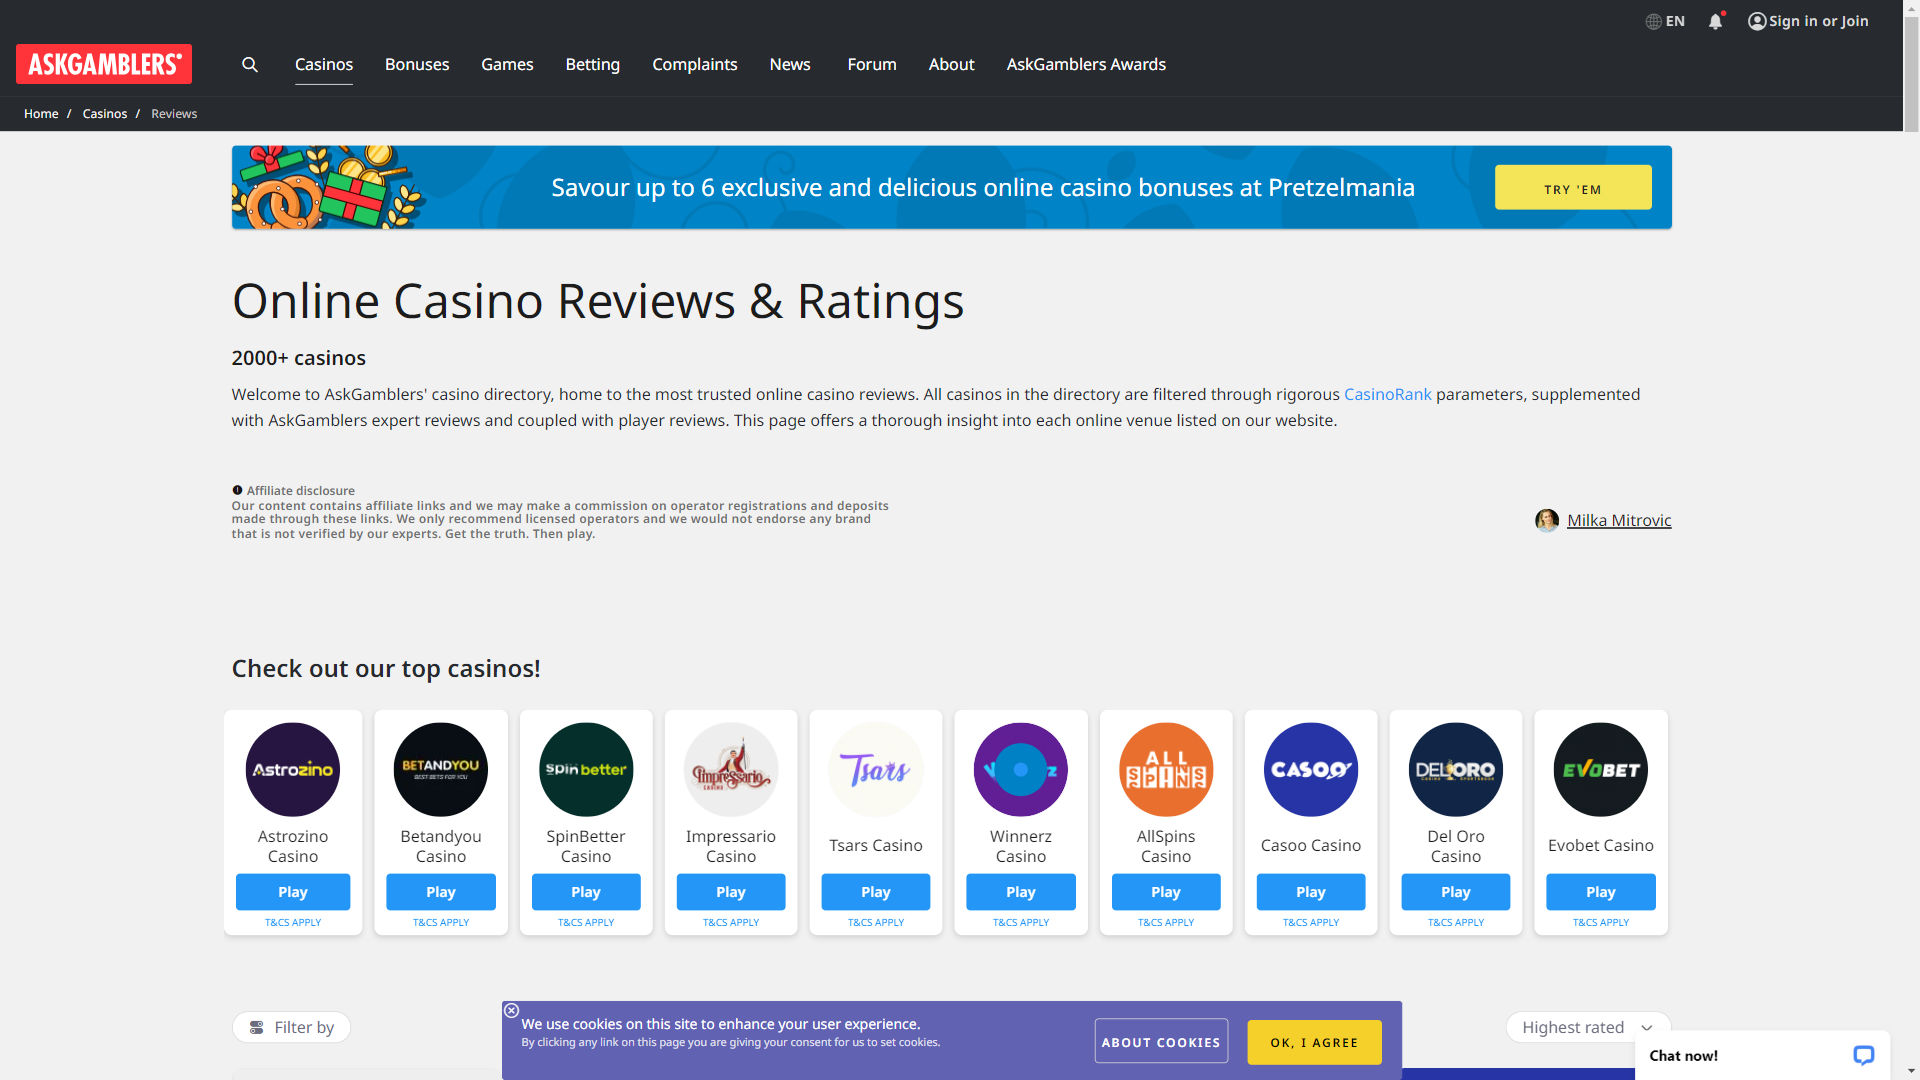 EN
Sign in or Join
ASKGAMBLERS
Casinos
Bonuses
Games
Betting
Complaints
News
Forum
About
AskGamblers Awards
Home / Casinos / Reviews
Savour up to 6 exclusive and delicious online casino bonuses at Pretzelmania
TRY 'EM
Online Casino Reviews & Ratings
2000+ casinos
Welcome to AskGamblers' casino directory, home to the most trusted online casino reviews. All casinos in the directory are filtered through rigorous CasinoRank parameters, supplemented
with AskGamblers expert reviews and coupled with player reviews. This page offers a thorough insight into each online venue listed on our website.
Affiliate disclosure
Our content contains affiliate links and we may make a commission on operator registrations and deposits
made through these links. We only recommend licensed operators and we would not endorse any brand
that is not verified by our experts. Get the truth. Then play.
Milka Mitrovic
Check out our top casinos!
Astrozino
Astrozino
Casino
Play
T&CS APPLY
BETANDYOU
BEST BETS FOR YOU
Betandyou
Casino
Play
T&CS APPLY
spinbetter
SpinBetter
Casino
Play
T&CS APPLY
Impressario
CASINO
Impressario
Casino
Play
T&CS APPLY
Tsars
Tsars Casino
Play
T&CS APPLY
Winnerz
Casino
Play
T&CS APPLY
ALL
SPINS
AllSpins
Casino
Play
T&CS APPLY
CASOO
Casoo Casino
Play
T&CS APPLY
DELORO
Del Oro
Casino
Play
T&CS APPLY
EVOBET
Evobet Casino
Play
T&CS APPLY
Filter by
Highest rated
We use cookies on this site to enhance your user experience.
By clicking any link on this page you are giving your consent for us to set cookies.
ABOUT COOKIES
OK, I AGREE
Chat now!